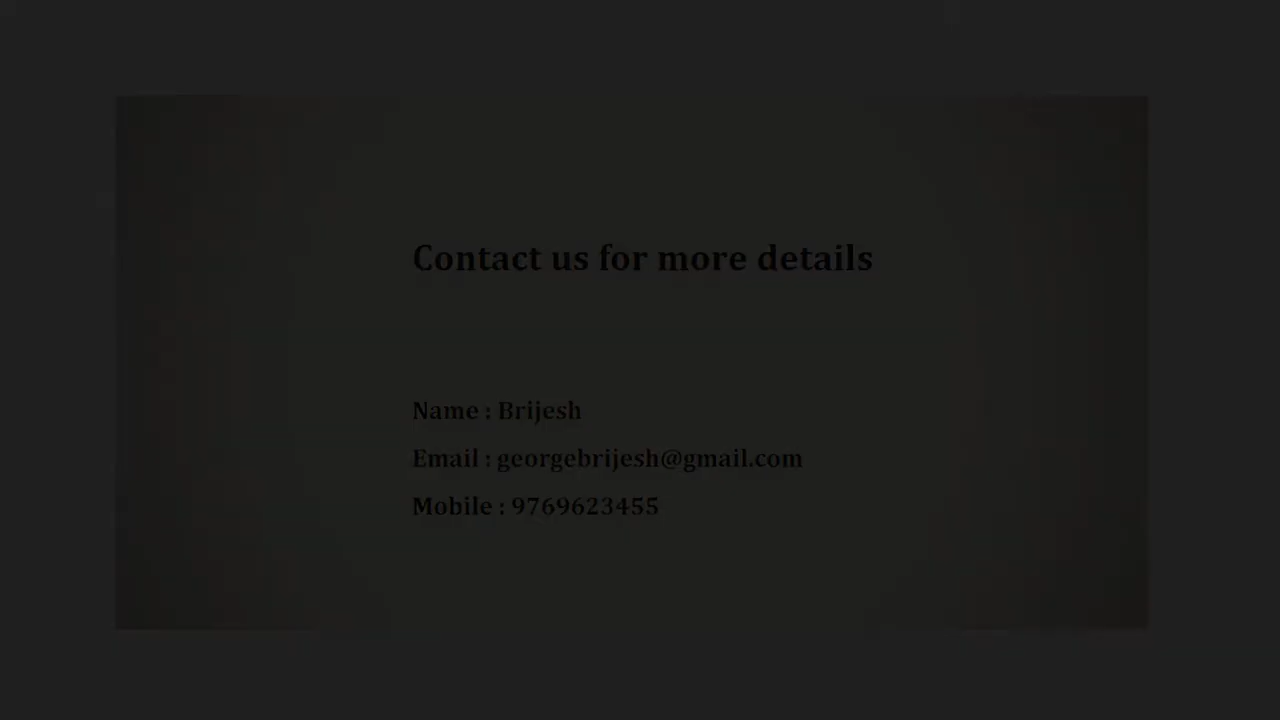 Contact us for more details
Name : Brijesh
Email : georgebrijesh@gmail.com
Mobile : 9769623455